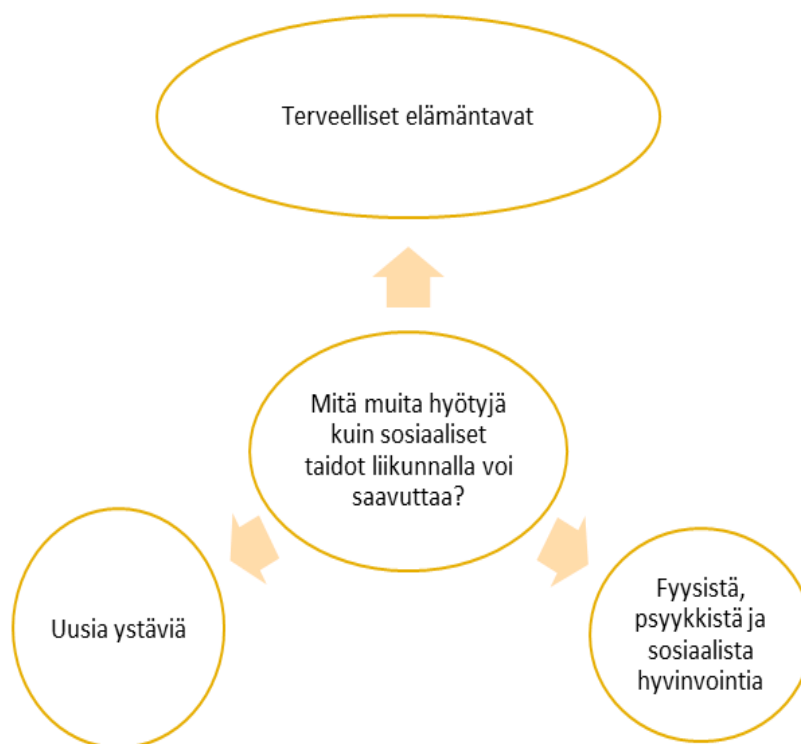 Terveelliset elämäntavat
Mitä muita hyötyjä
kuin sosiaaliset
taidot liikunnalla voi
saavuttaa?
Uusia ystäviä
Fyysistä,
psyykkistä ja
sosiaalista
hyvinvointia